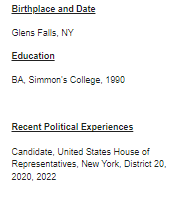 Birthplace and Date
Glens Falls, NY
Education
BA, Simmon's College, 1990
Recent Political Experiences
Candidate, United States House of
Representatives, New York, District 20,
2020, 2022